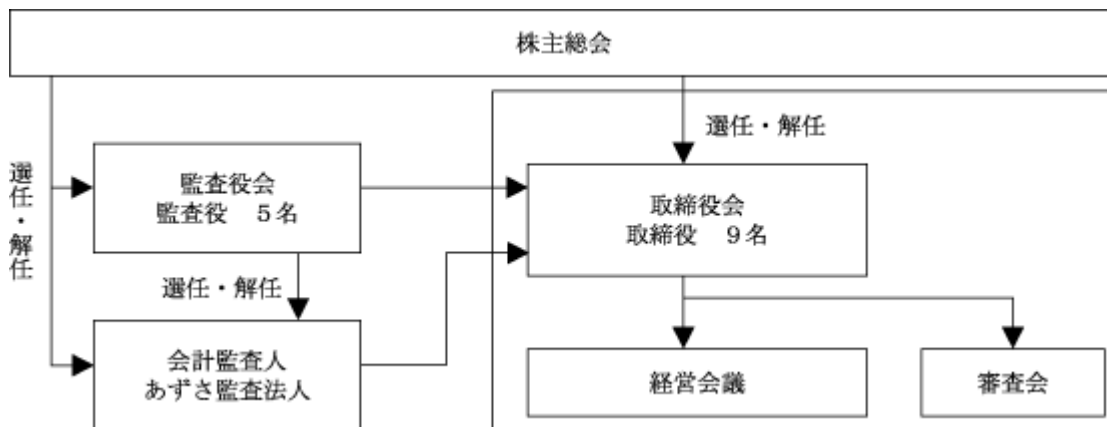 株主総会
選任・解任
選任・解任
監査役会
監査役　５名
取締役会
取締役　９名
選任・解任
会計監査人
あずさ監査法人
経営会議
審査会